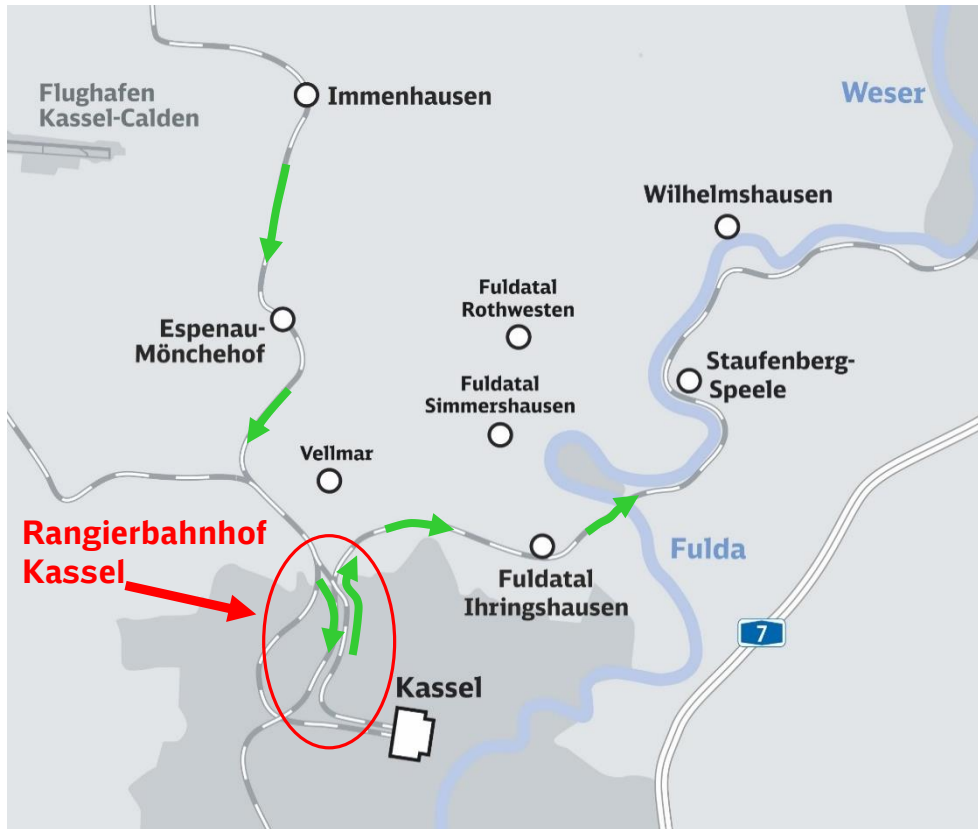 Flughafen
Kassel-Calden
Immenhausen
Weser
Wilhelmshausen
Fuldatal
Rothwesten
Espenau-
Mönchehof
Staufenberg-
Speele
Fuldatal
Simmershausen
Vellmar
Rangierbahnhof
Kassel
Fulda
Fuldatal
Ihringshausen
7
Kassel